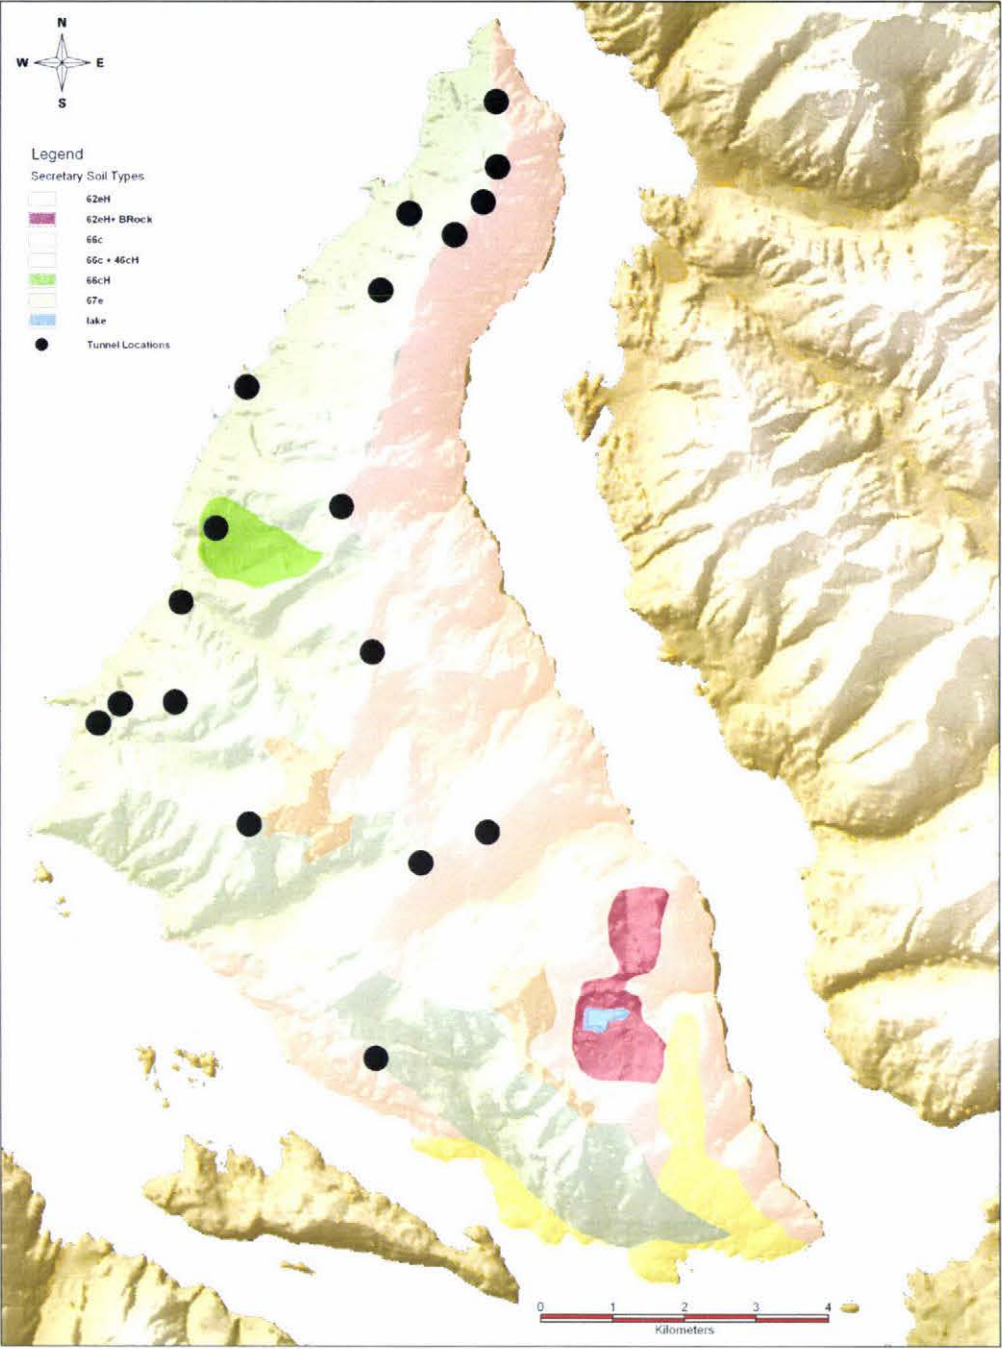 N
W E
S
Legend
Secretary Soil Types
62eH
62eH+ BRock
66c
66c + 46cH
66cH
67e
lake
Tunnel Locations
0 1 2 3 4
Kilometers